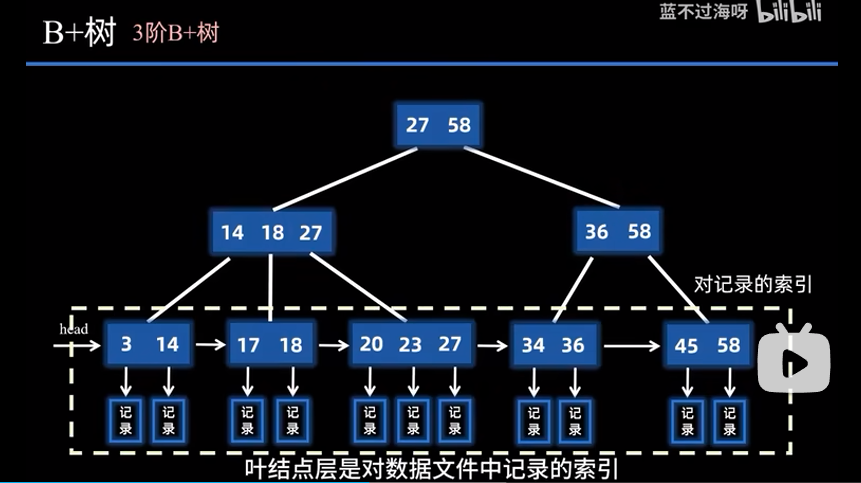 蓝不过海呀 bilibili
B+树 3阶B+树
27 58
14 18 27
36 58
对记录的索引
head
3 14
17 18
20 23 27
34 36
45 58
记录 记录 记录 记录 记录 记录 记录 记录 记录 记录 记录
叶结点层是对数据文件中记录的索引